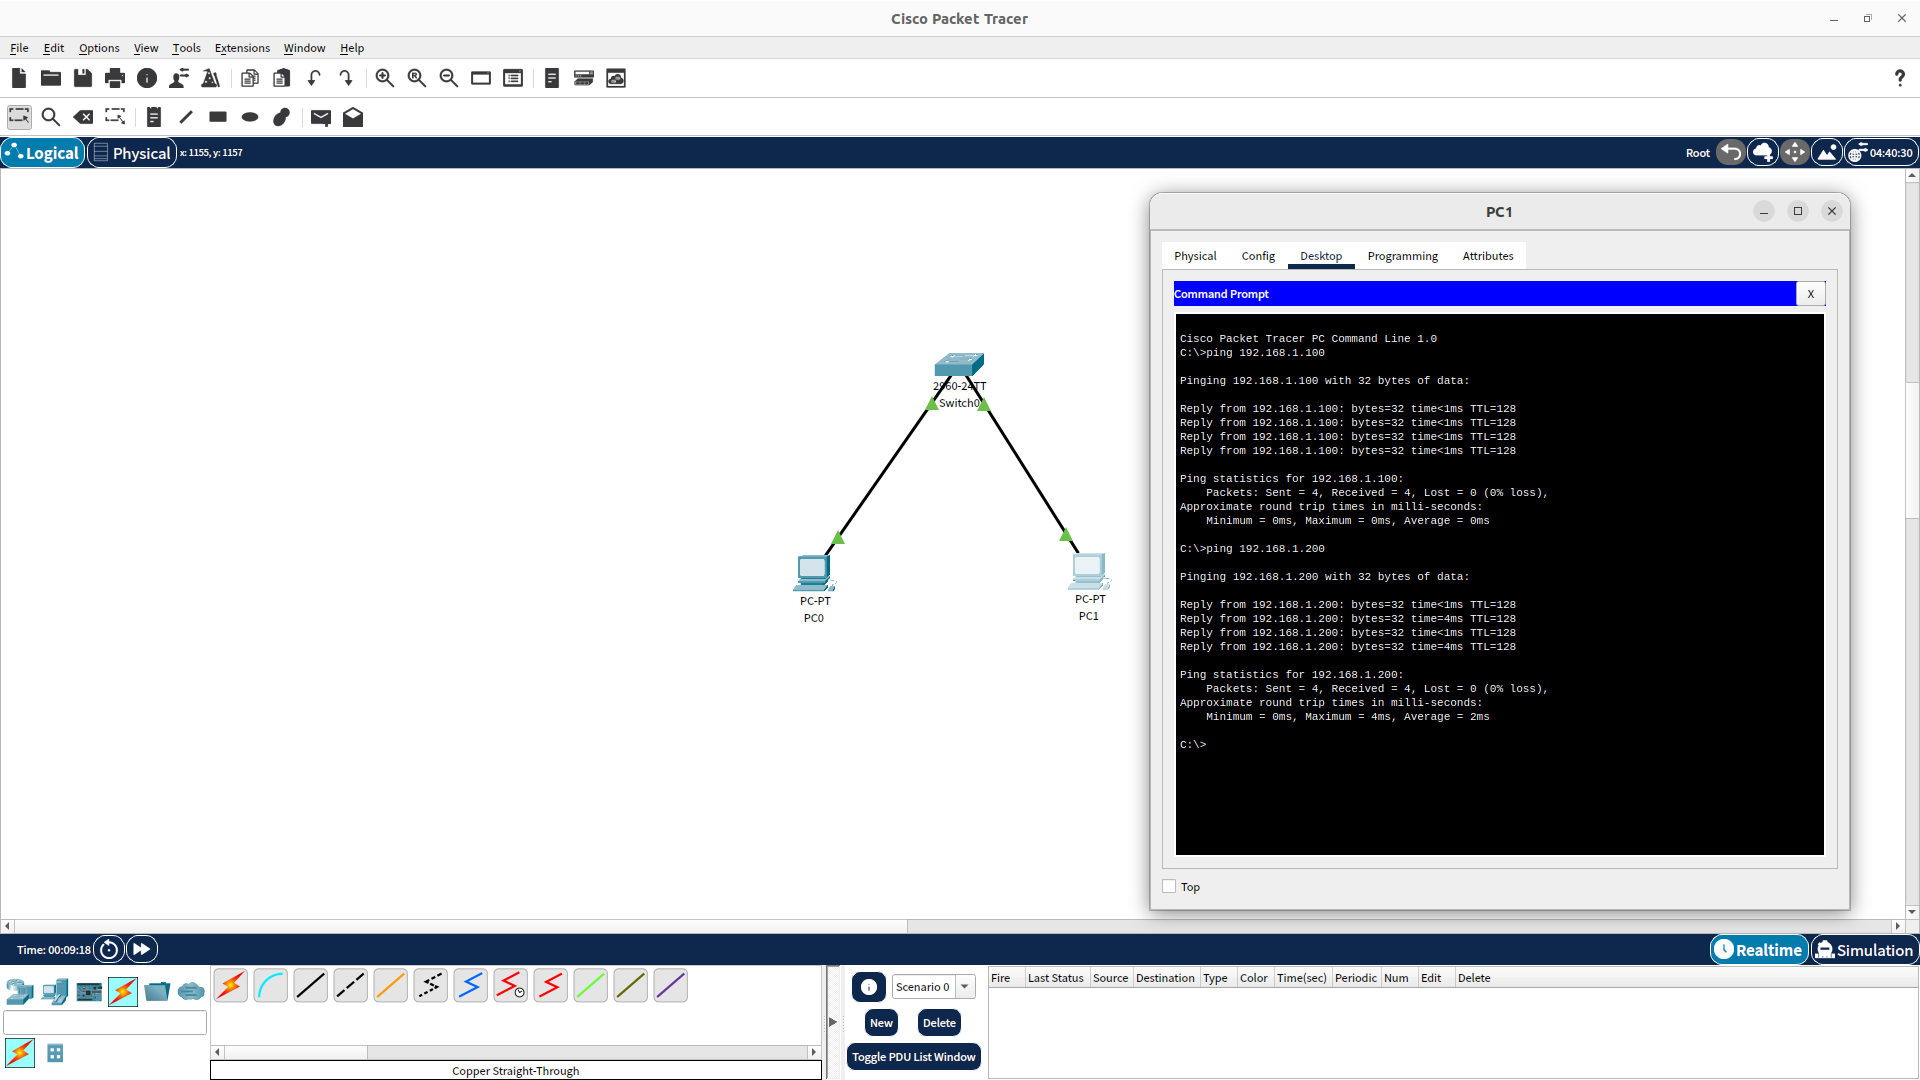 Cisco Packet Tracer
File Edit Options View Tools Extensions Window Help
Logical Physical x: 1155, y: 1157 Root 04:40:30
2960-24TT
Switch0
PC-PT
PC0
PC-PT
PC1
PC1
Physical Config Desktop Programming Attributes
Command Prompt X
Cisco Packet Tracer PC Command Line 1.0
C:\>ping 192.168.1.100
Pinging 192.168.1.100 with 32 bytes of data:
Reply from 192.168.1.100: bytes=32 time<1ms TTL=128
Reply from 192.168.1.100: bytes=32 time<1ms TTL=128
Reply from 192.168.1.100: bytes=32 time<1ms TTL=128
Reply from 192.168.1.100: bytes=32 time<1ms TTL=128
Ping statistics for 192.168.1.100:
Packets: Sent = 4, Received = 4, Lost = 0 (0% loss),
Approximate round trip times in milli-seconds:
Minimum = 0ms, Maximum = 0ms, Average = 0ms
C:\>ping 192.168.1.200
Pinging 192.168.1.200 with 32 bytes of data:
Reply from 192.168.1.200: bytes=32 time<1ms TTL=128
Reply from 192.168.1.200: bytes=32 time=4ms TTL=128
Reply from 192.168.1.200: bytes=32 time<1ms TTL=128
Reply from 192.168.1.200: bytes=32 time=4ms TTL=128
Ping statistics for 192.168.1.200:
Packets: Sent = 4, Received = 4, Lost = 0 (0% loss),
Approximate round trip times in milli-seconds:
Minimum = 0ms, Maximum = 4ms, Average = 2ms
C:\>
Top
Time: 00:09:18 Realtime Simulation
Scenario 0
New Delete
Toggle PDU List Window
Fire Last Status Source Destination Type Color Time(sec) Periodic Num Edit Delete
Copper Straight-Through